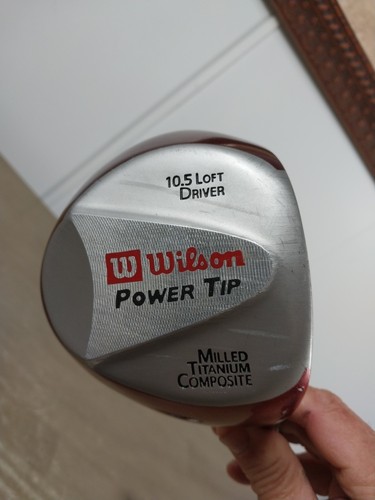 10.5 LOFT
DRIVER
W Wilson
POWER TIP
MILLED
TITANIUM
COMPOSITE